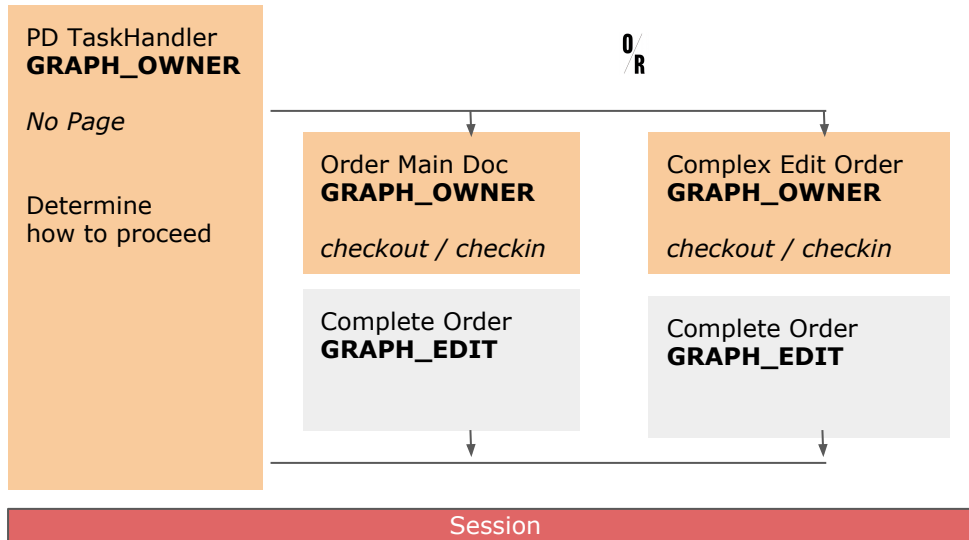 PD TaskHandler
GRAPH_OWNER
No Page
Determine
how to proceed
O/R
Order Main Doc
GRAPH_OWNER
checkout / checkin
Complete Order
GRAPH_EDIT
Complex Edit Order
GRAPH_OWNER
checkout / checkin
Complete Order
GRAPH_EDIT
Session